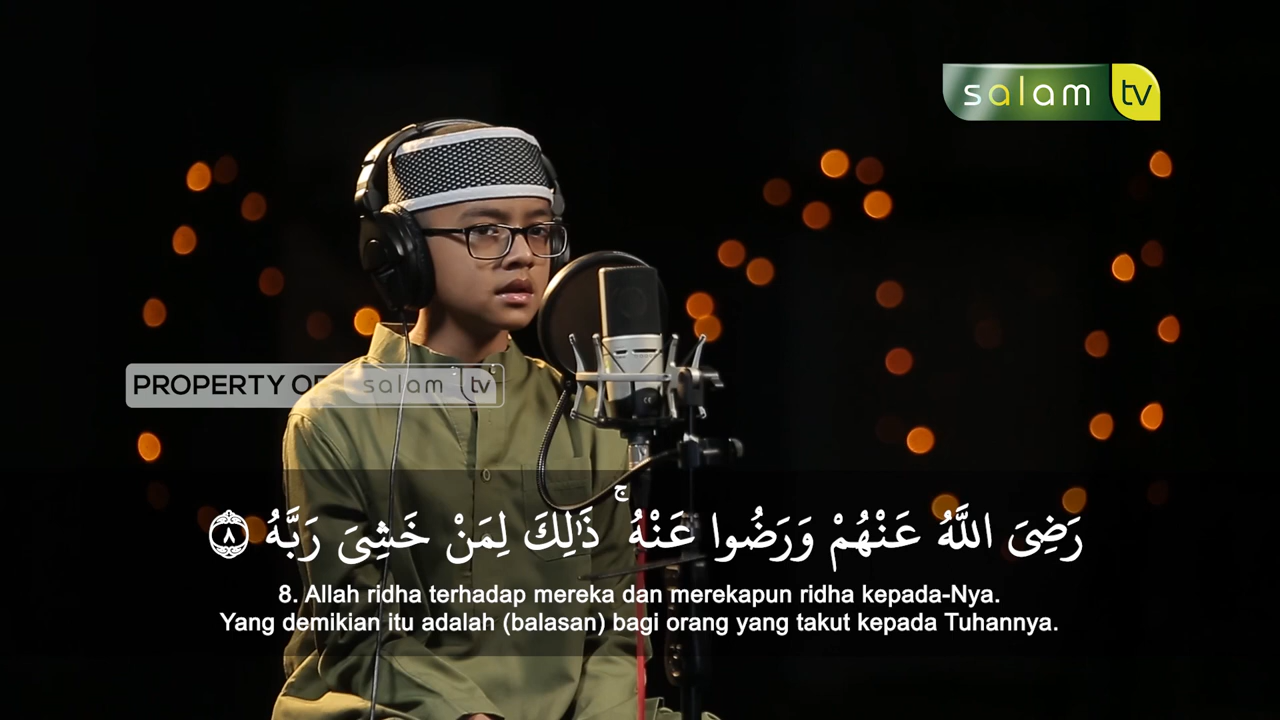 salam tv
PROPERTY OF salam tv
رَضِىَ اللَّهُ عَنْهُمْ وَرَضُوا عَنْهُ ۚ ذَٰلِكَ لِمَنْ خَشِىَ رَبَّهُ ٨
8. Allah ridha terhadap mereka dan merekapun ridha kepada-Nya.
Yang demikian itu adalah (balasan) bagi orang yang takut kepada Tuhannya.